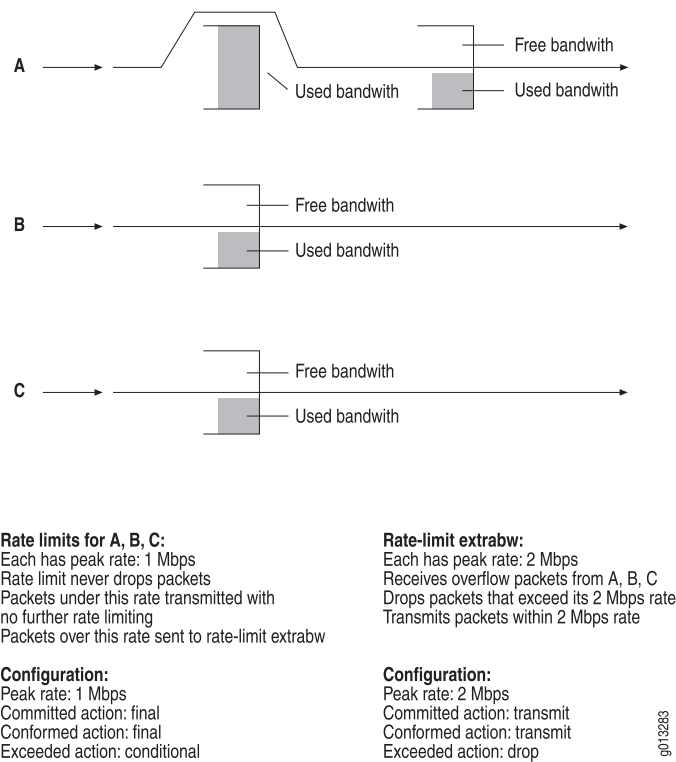 A
Used bandwith
Free bandwith
Used bandwith
B
Free bandwith
Used bandwith
C
Free bandwith
Used bandwith
Rate limits for A, B, C:
Each has peak rate: 1 Mbps
Rate limit never drops packets
Packets under this rate transmitted with
no further rate limiting
Packets over this rate sent to rate-limit extrabw
Configuration:
Peak rate: 1 Mbps
Committed action: final
Conformed action: final
Exceeded action: conditional
Rate-limit extrabw:
Each has peak rate: 2 Mbps
Receives overflow packets from A, B, C
Drops packets that exceed its 2 Mbps rate
Transmits packets within 2 Mbps rate
Configuration:
Peak rate: 2 Mbps
Committed action: transmit
Conformed action: transmit
Exceeded action: drop
g013283